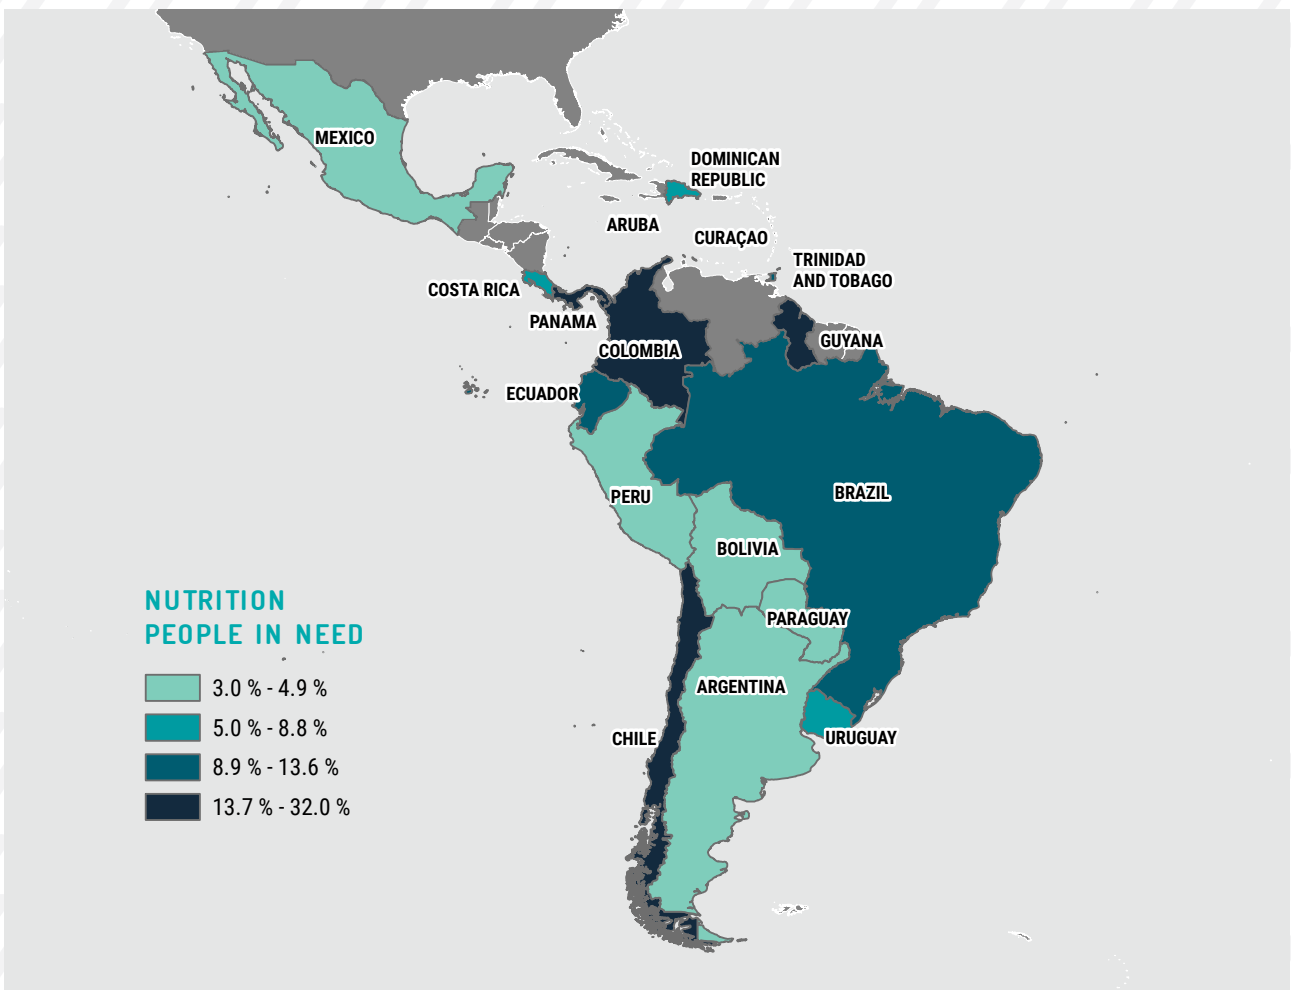 MEXICO
DOMINICAN
REPUBLIC
ARUBA
CURAÇAO
TRINIDAD
AND TOBAGO
COSTA RICA
PANAMA
GUYANA
COLOMBIA
ECUADOR
BRAZIL
PERU
BOLIVIA
PARAGUAY
ARGENTINA
CHILE
URUGUAY
NUTRITION
PEOPLE IN NEED
3.0 % - 4.9 %
5.0 % - 8.8 %
8.9 % - 13.6 %
13.7 % - 32.0 %